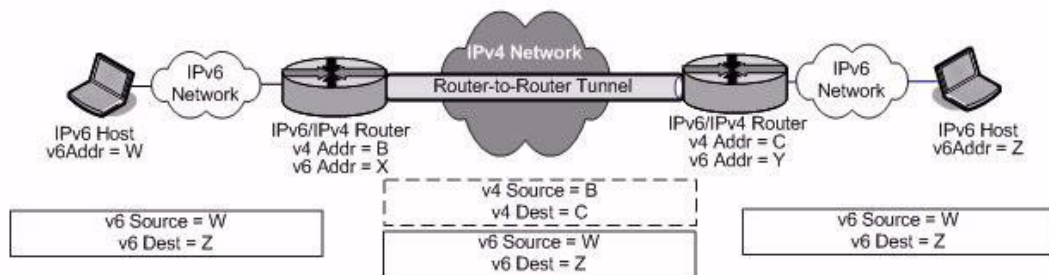 IPv4 Network
IPv6
Network
Router-to-Router Tunnel
IPv6
Network
IPv6 Host
v6Addr = W
IPv6/IPv4 Router
v4 Addr = B
v6 Addr = X
IPv6/IPv4 Router
v4 Addr = C
v6 Addr = Y
IPv6 Host
v6Addr = Z
v4 Source = B
v4 Dest = C
v6 Source = W
v6 Dest = Z
v6 Source = W
v6 Dest = Z
v6 Source = W
v6 Dest = Z